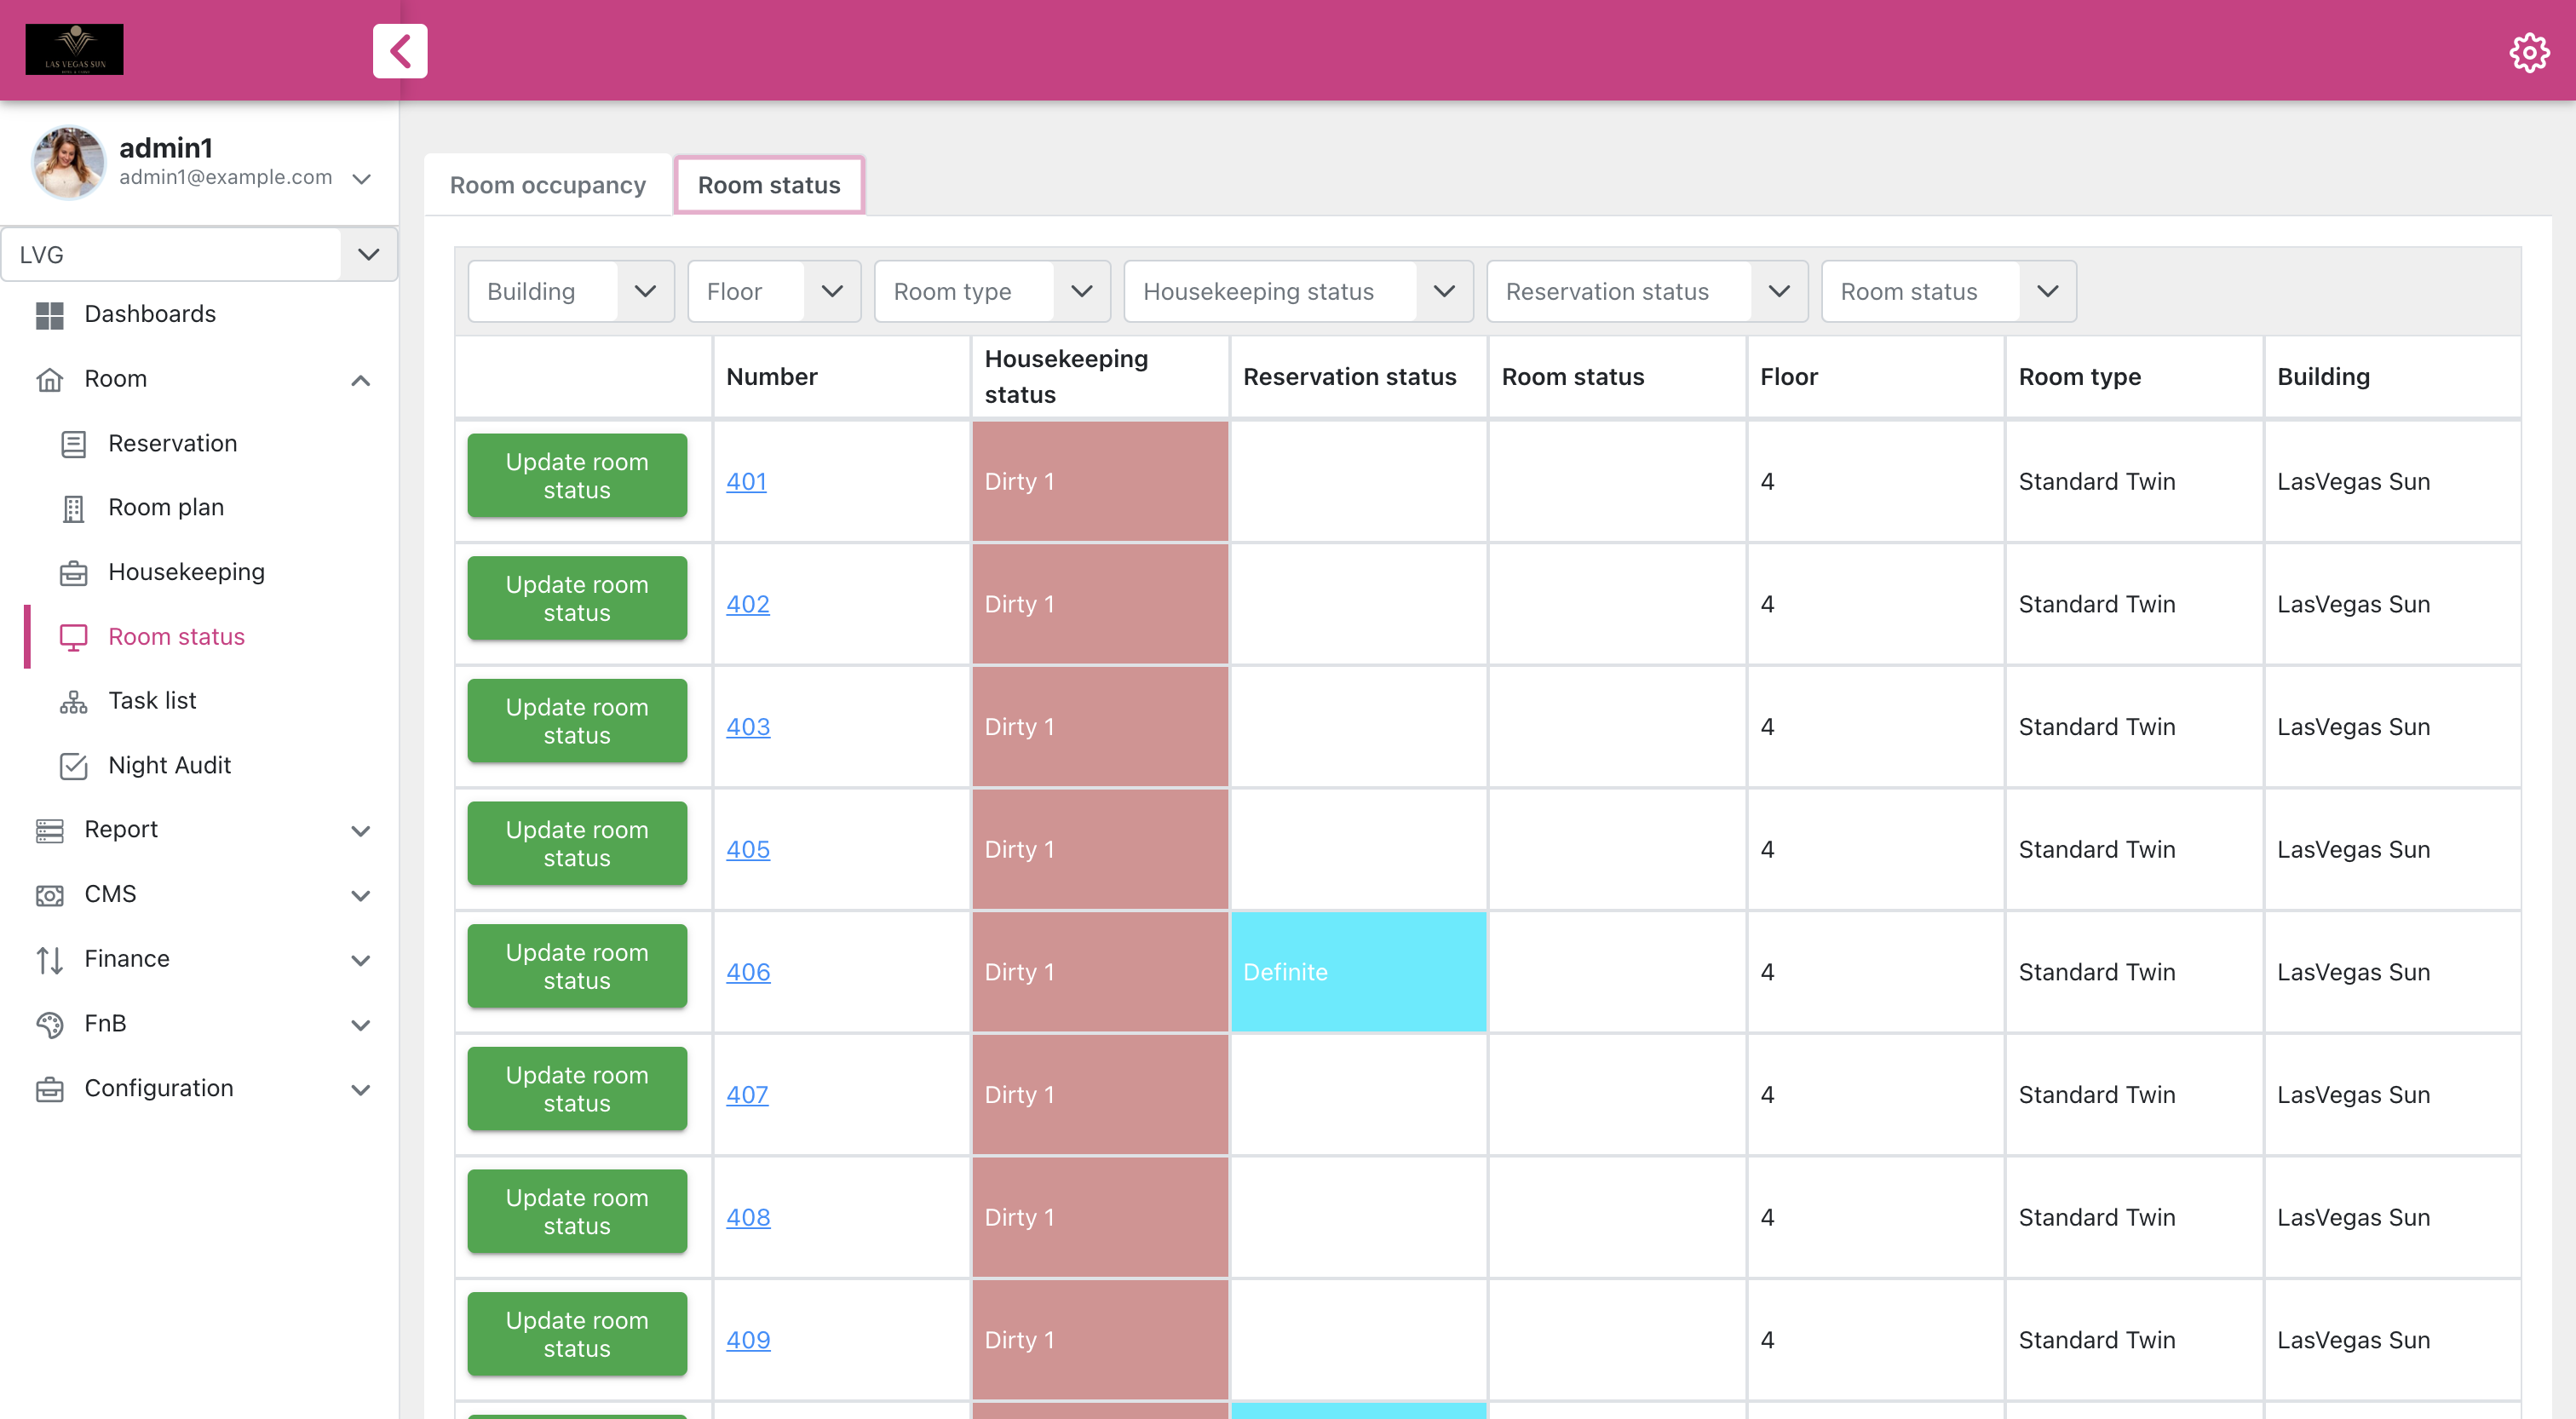 LAS VEGAS SUN
admin1
admin1@example.com
LVG
Dashboards
Room
Reservation
Room plan
Housekeeping
Room status
Task list
Night Audit
Report
CMS
Finance
FnB
Configuration
Room occupancy
Room status
Building
Floor
Room type
Housekeeping status
Reservation status
Room status
Number
Housekeeping
status
Reservation status
Room status
Floor
Room type
Building
Update room
status
401
Dirty 1
4
Standard Twin
LasVegas Sun
Update room
status
402
Dirty 1
4
Standard Twin
LasVegas Sun
Update room
status
403
Dirty 1
4
Standard Twin
LasVegas Sun
Update room
status
405
Dirty 1
4
Standard Twin
LasVegas Sun
Update room
status
406
Dirty 1
Definite
4
Standard Twin
LasVegas Sun
Update room
status
407
Dirty 1
4
Standard Twin
LasVegas Sun
Update room
status
408
Dirty 1
4
Standard Twin
LasVegas Sun
Update room
status
409
Dirty 1
4
Standard Twin
LasVegas Sun